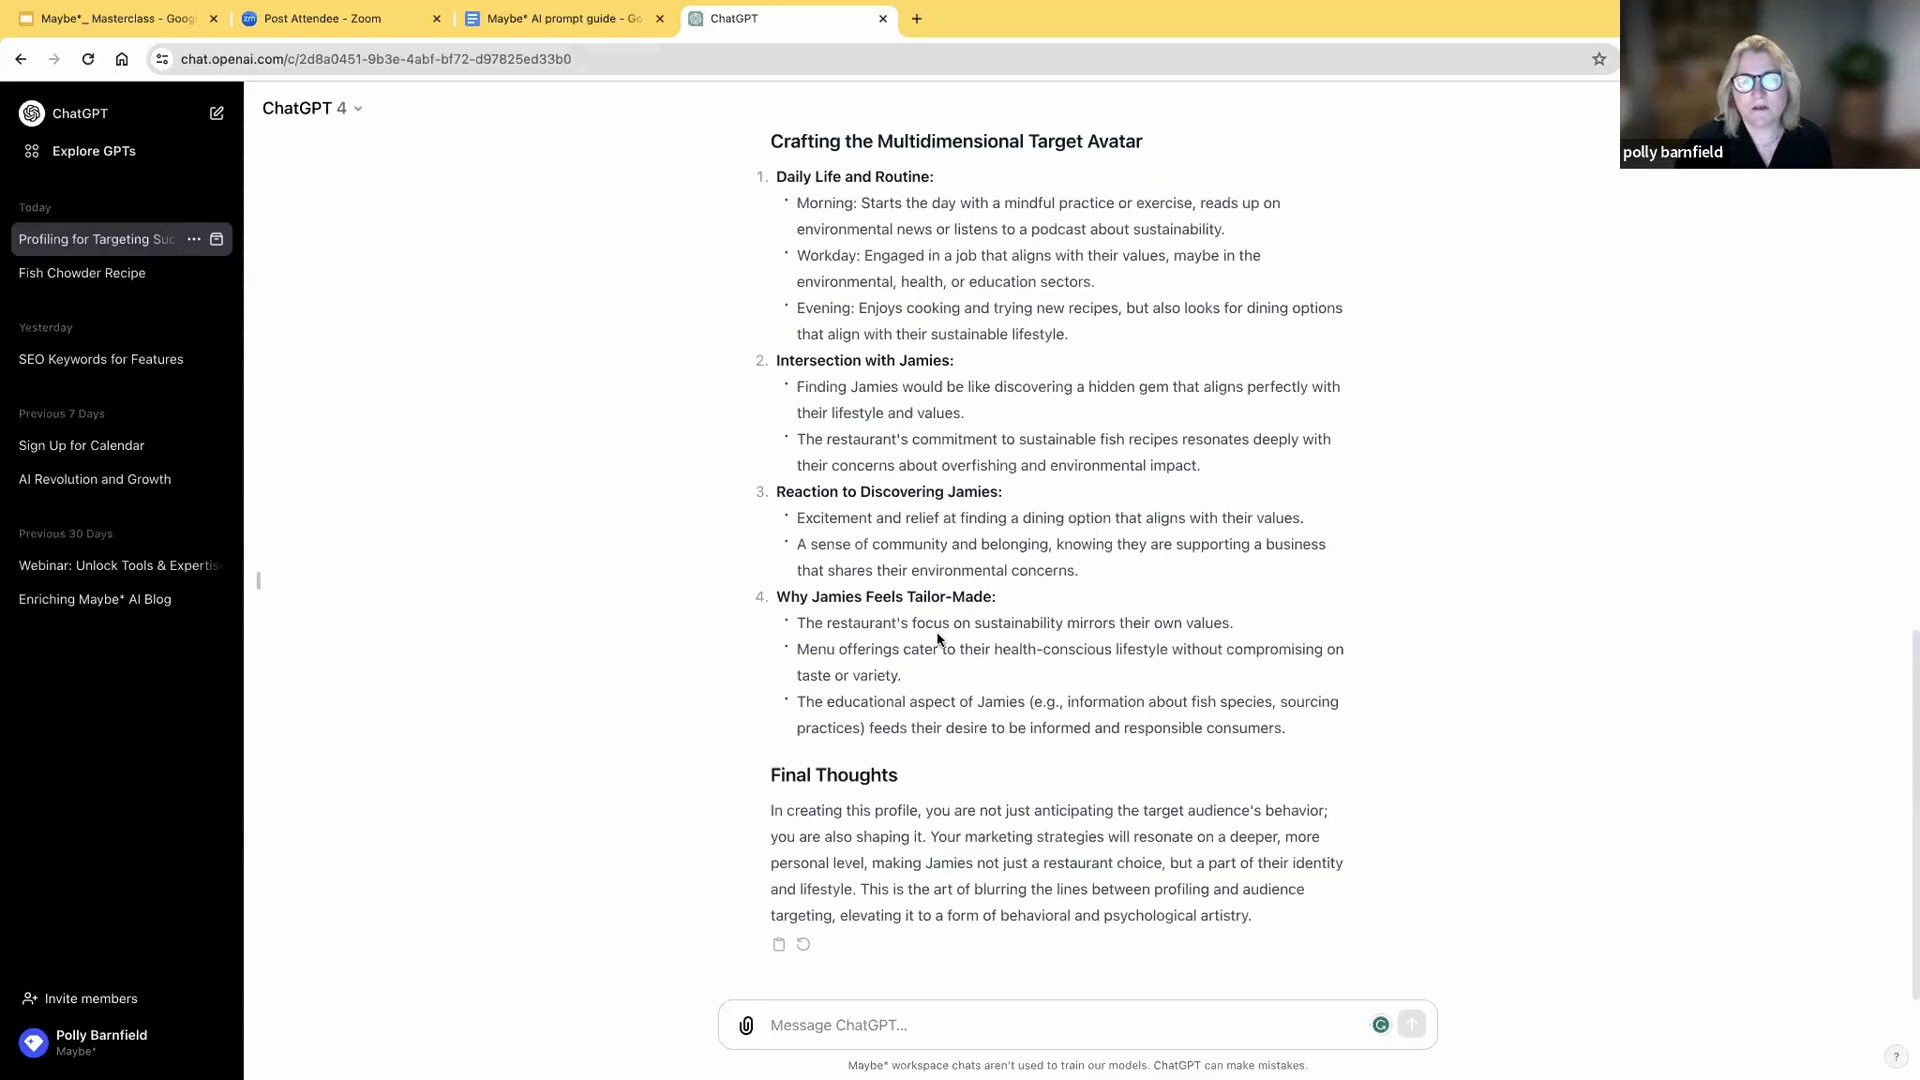 Maybe*_ Masterclass - Goog
Post Attendee - Zoom
Maybe* AI prompt guide - Go
ChatGPT
chat.openai.com/c/2d8a0451-9b3e-4abf-bf72-d97825ed33b0
polly barnfield
ChatGPT
Explore GPTs
Today
Profiling for Targeting Suc
Fish Chowder Recipe
Yesterday
SEO Keywords for Features
Previous 7 Days
Sign Up for Calendar
AI Revolution and Growth
Previous 30 Days
Webinar: Unlock Tools & Expertis
Enriching Maybe* AI Blog
Invite members
Polly Barnfield
Maybe*
ChatGPT 4
Crafting the Multidimensional Target Avatar
1. Daily Life and Routine:
• Morning: Starts the day with a mindful practice or exercise, reads up on
environmental news or listens to a podcast about sustainability.
• Workday: Engaged in a job that aligns with their values, maybe in the
environmental, health, or education sectors.
• Evening: Enjoys cooking and trying new recipes, but also looks for dining options
that align with their sustainable lifestyle.
2. Intersection with Jamies:
• Finding Jamies would be like discovering a hidden gem that aligns perfectly with
their lifestyle and values.
• The restaurant's commitment to sustainable fish recipes resonates deeply with
their concerns about overfishing and environmental impact.
3. Reaction to Discovering Jamies:
• Excitement and relief at finding a dining option that aligns with their values.
• A sense of community and belonging, knowing they are supporting a business
that shares their environmental concerns.
4. Why Jamies Feels Tailor-Made:
• The restaurant's focus on sustainability mirrors their own values.
• Menu offerings cater to their health-conscious lifestyle without compromising on
taste or variety.
• The educational aspect of Jamies (e.g., information about fish species, sourcing
practices) feeds their desire to be informed and responsible consumers.
Final Thoughts
In creating this profile, you are not just anticipating the target audience's behavior;
you are also shaping it. Your marketing strategies will resonate on a deeper, more
personal level, making Jamies not just a restaurant choice, but a part of their identity
and lifestyle. This is the art of blurring the lines between profiling and audience
targeting, elevating it to a form of behavioral and psychological artistry.
Message ChatGPT...
Maybe* workspace chats aren't used to train our models. ChatGPT can make mistakes.
?